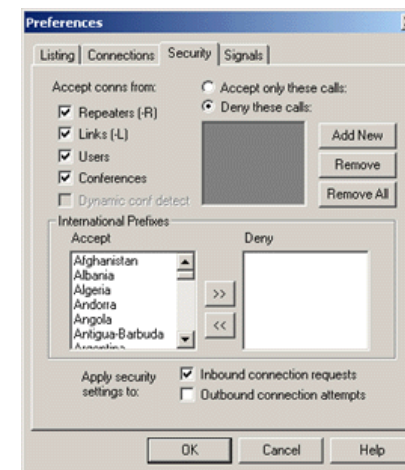 Preferences
Listing Connections Security Signals
Accept conns from:
Accept only these calls:
Deny these calls:
Repeaters (-R)
Links (-L)
Users
Conferences
Dynamic conf detect
Add New
Remove
Remove All
International Prefixes
Accept
Deny
Afghanistan
Albania
Algeria
Andorra
Angola
Antigua-Barbuda
Argentina
>>
<<
Apply security
settings to:
Inbound connection requests
Outbound connection attempts
OK Cancel Help